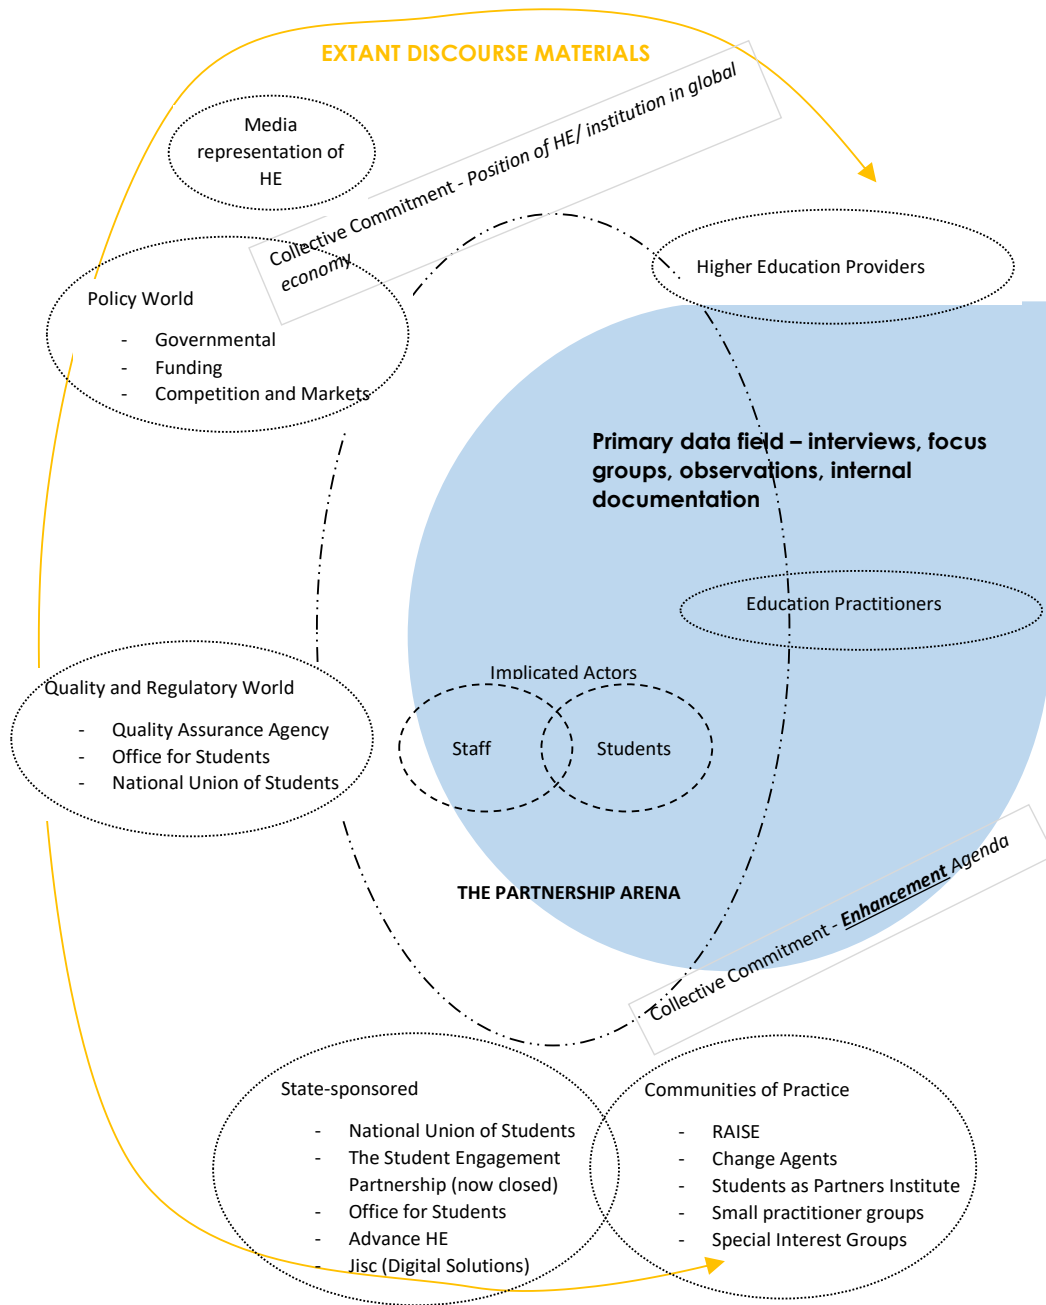 EXTANT DISCOURSE MATERIALS
Media
representation of
HE
Collective Commitment - Position of HE/ institution in global
economy
Higher Education Providers
Policy World
- Governmental
- Funding
- Competition and Markets
Primary data field – interviews, focus
groups, observations, internal
documentation
Education Practitioners
Implicated Actors
Staff
Students
Quality and Regulatory World
- Quality Assurance Agency
- Office for Students
- National Union of Students
THE PARTNERSHIP ARENA
Collective Commitment - Enhancement Agenda
State-sponsored
- National Union of Students
- The Student Engagement
Partnership (now closed)
- Office for Students
- Advance HE
- Jisc (Digital Solutions)
Communities of Practice
- RAISE
- Change Agents
- Students as Partners Institute
- Small practitioner groups
- Special Interest Groups